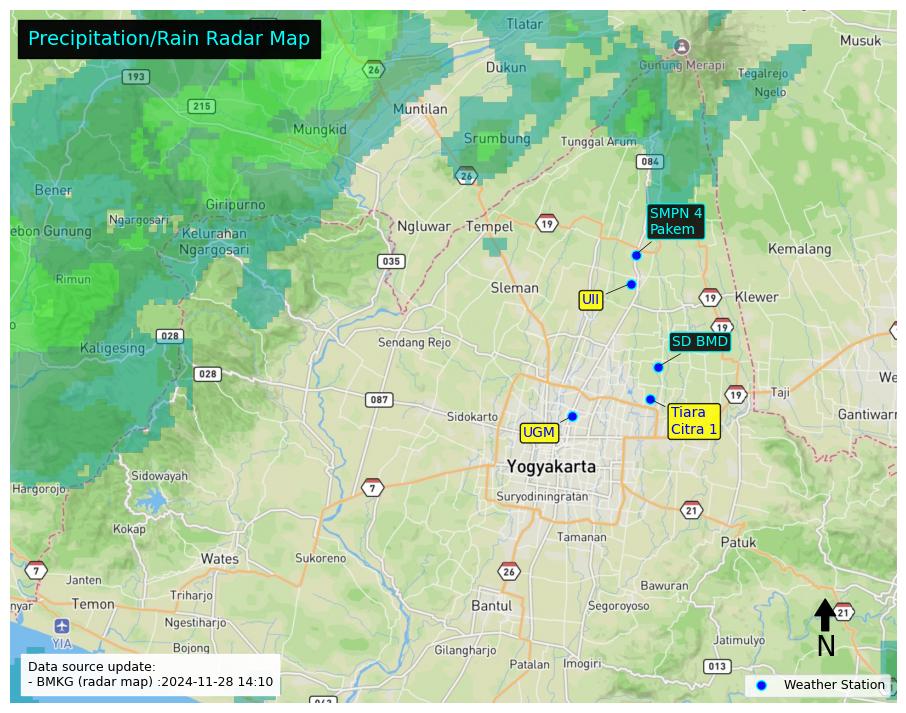 Precipitation/Rain Radar Map
Tlatar
Musuk
26
Dukun
Gunung Merapi
Tegalrejo
Ngelo
193
215
Muntilan
Mungkid
Srumbung
Tunggal Arum
084
26
Bener
Giripurno
Ngargosari
ebon Gunung
Kelurahan
Ngargosari
Ngluwar
Tempel
19
SMPN 4
Pakem
Kemalang
035
Rimun
Sleman
UII
19
Klewer
19
028
Kaligesing
Sendang Rejo
SD BMD
028
087
19
Taji
We
Sidokarto
Tiara
Citra 1
Gantiwarn
UGM
Yogyakarta
Hargorojo
Sidowayah
7
Suryodiningratan
21
Kokap
Tamanan
Patuk
Wates
Sukoreno
7
26
Janten
Bawuran
nyar
Temon
Triharjo
Bantul
Segoroyoso
21
YIA
Ngestiharjo
N
Bojong
Gilangharjo
Jatimulyo
Patalan
Imogiri
013
Data source update:
- BMKG (radar map) :2024-11-28 14:10
Weather Station